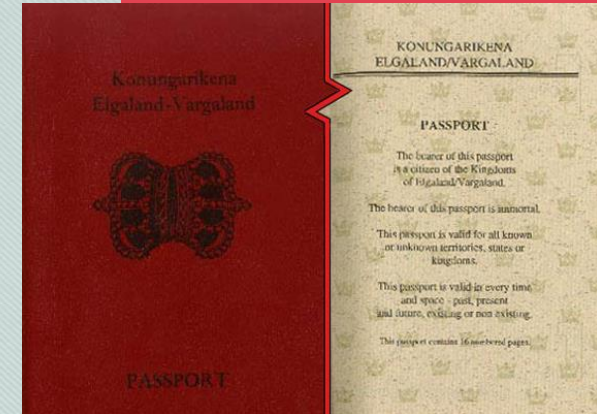 Konungarikena
Elgaland-Vargaland
PASSPORT
KONUNGARIKENA
ELGALAND/VARGALAND
PASSPORT
The bearer of this passport
is a citizen of the Kingdoms
of Elgaland/Vargaland.
The bearer of this passport is immortal.
This passport is valid for all known
or unknown territories, states or
kingdoms.
This passport is valid in every time
and space - past, present
and future, existing or non existing.
This passport contains 16 numbered pages.